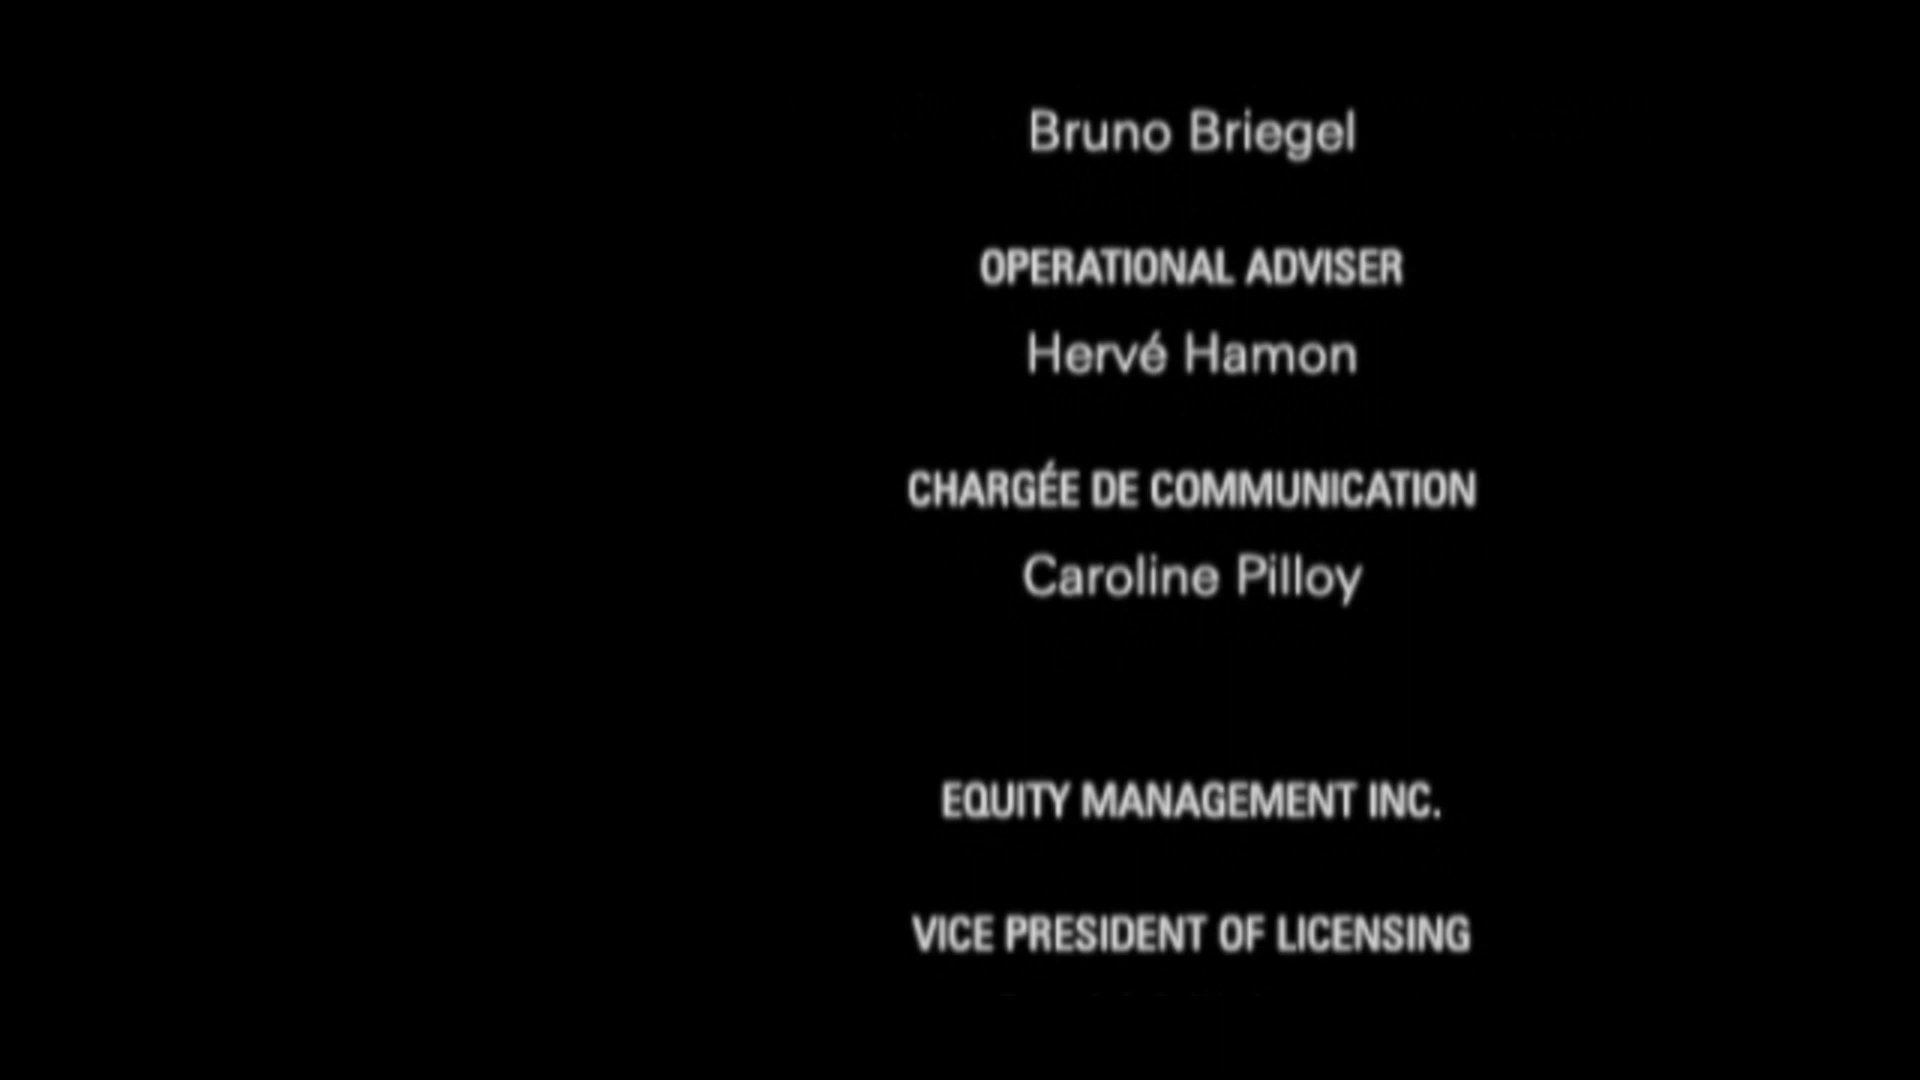 Bruno Briegel
OPERATIONAL ADVISER
Hervé Hamon
CHARGÉE DE COMMUNICATION
Caroline Pilloy
EQUITY MANAGEMENT INC.
VICE PRESIDENT OF LICENSING